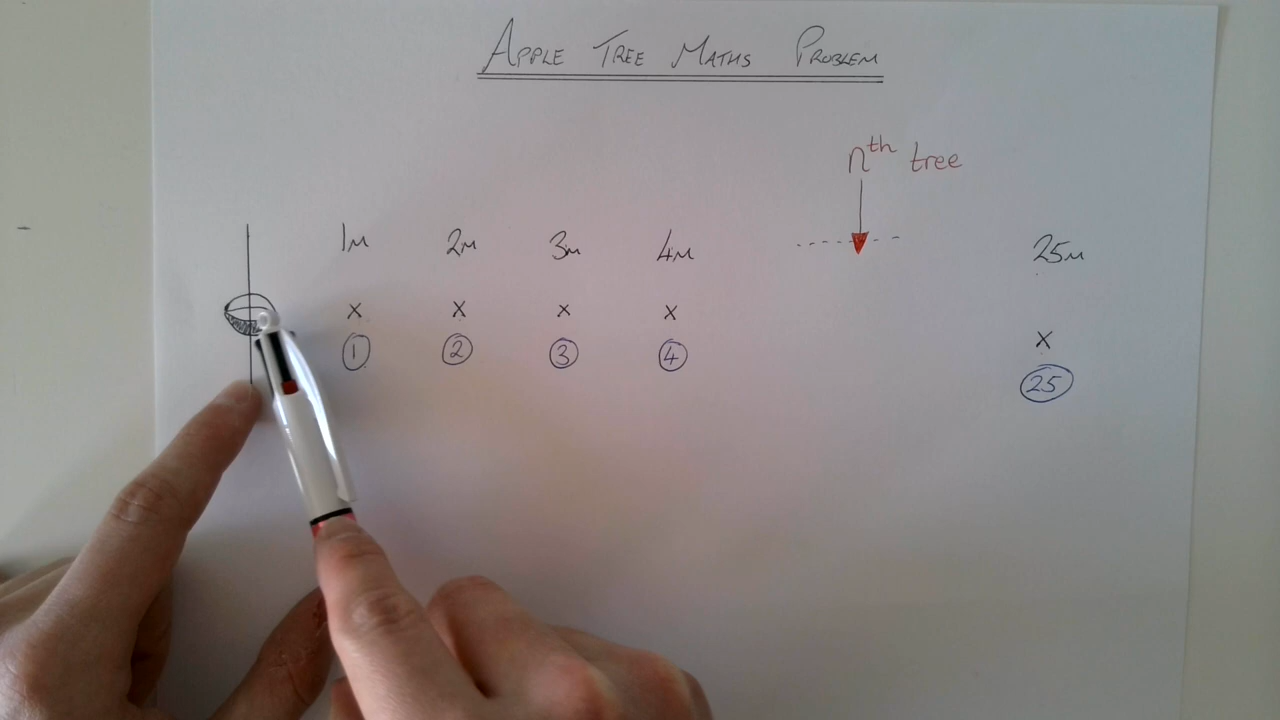 APPLE TREE MATHS PROBLEM
nth tree
1M 2M 3M 4M 25M
x x x x x
1 2 3 4 25